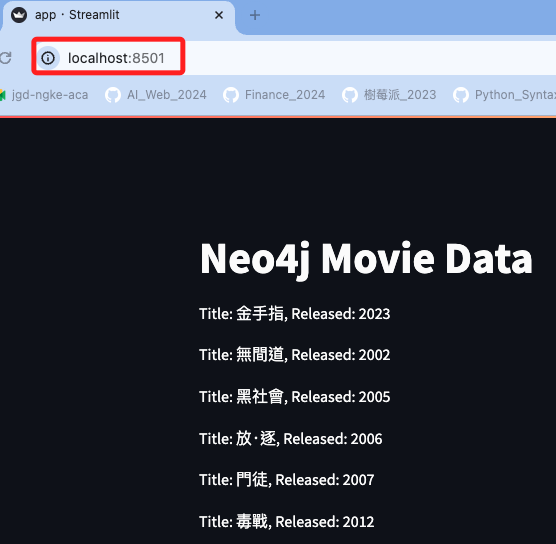 app · Streamlit
localhost:8501
jgd-ngke-aca AI_Web_2024 Finance_2024 樹莓派_2023 Python_Synta
Neo4j Movie Data
Title: 金手指, Released: 2023
Title: 無間道, Released: 2002
Title: 黑社會, Released: 2005
Title: 放·逐, Released: 2006
Title: 門徒, Released: 2007
Title: 毒戰, Released: 2012